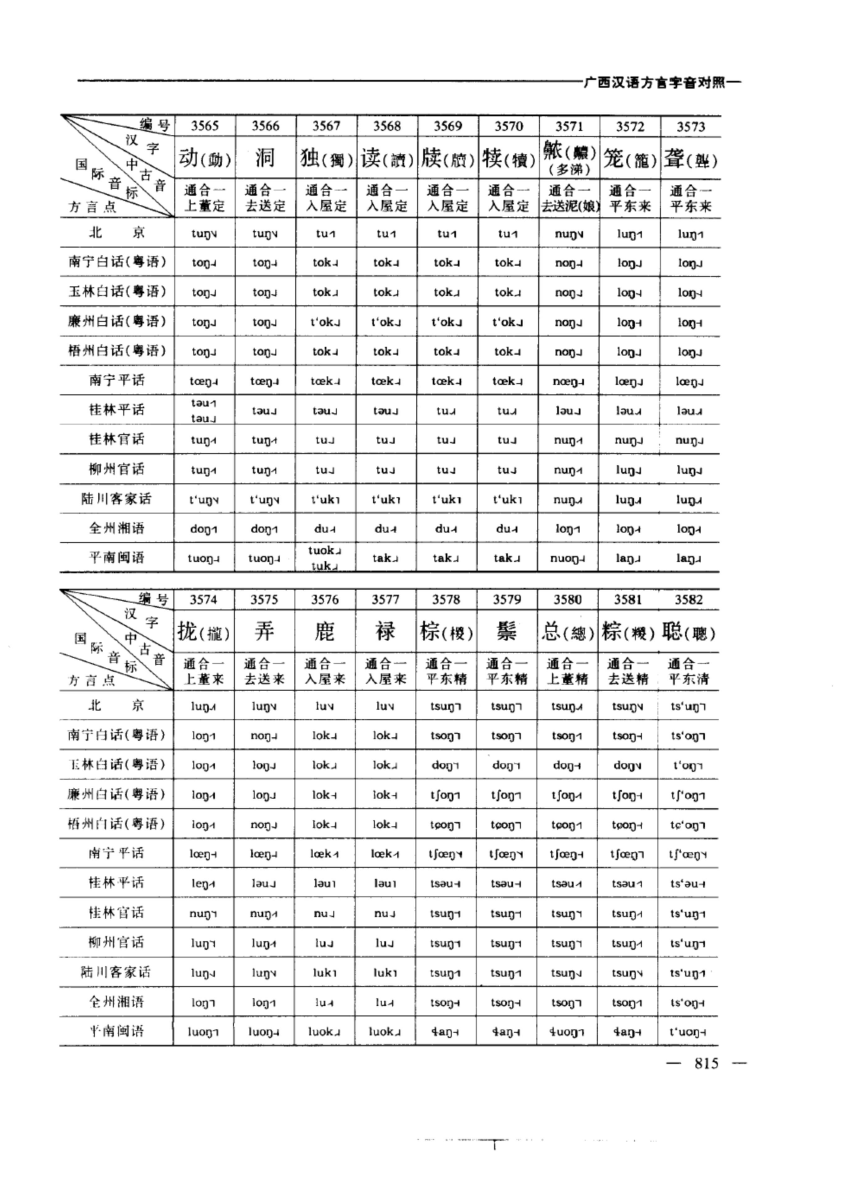 广西汉语方言字音对照
编号 3565 3566 3567 3568 3569 3570 3571 3572 3573
汉字 动(動) 洞 独(獨) 读(讀) 牍(牘) 犊(犢) 齈(多涕) 笼(籠) 聋(聾)
国际音标 中古音 通合一 通合一 通合一 通合一 通合一 通合一 通合一 通合一 通合一
方言点 上董定 去送定 入屋定 入屋定 入屋定 入屋定 去送泥(娘) 平东来 平东来
北京 tuŋ tuŋ tu tu tu tu nuŋ luŋ luŋ
南宁白话(粤语) toŋ toŋ tok tok tok tok noŋ loŋ loŋ
玉林白话(粤语) toŋ toŋ tok tok tok tok noŋ loŋ loŋ
廉州白话(粤语) toŋ toŋ t‘ok t‘ok t‘ok t‘ok noŋ loŋ loŋ
梧州白话(粤语) toŋ toŋ tok tok tok tok noŋ loŋ loŋ
南宁平话 tœŋ tœŋ tœk tœk tœk tœk nœŋ lœŋ lœŋ
桂林平话 təu təu təu təu təu tu tu ləu ləu ləu
桂林官话 tuŋ tuŋ tu tu tu tu nuŋ nuŋ nuŋ
柳州官话 tuŋ tuŋ tu tu tu tu nuŋ luŋ luŋ
陆川客家话 t‘uŋ t‘uŋ t‘uk t‘uk t‘uk t‘uk nuŋ luŋ luŋ
全州湘语 doŋ doŋ du du du du loŋ loŋ loŋ
平南闽语 tuoŋ tuoŋ tuok tuk tak tak tak nuoŋ laŋ laŋ
编号 3574 3575 3576 3577 3578 3579 3580 3581 3582
汉字 拢(攏) 弄 鹿 禄 棕(椶) 鬃 总(總) 粽(糉) 聪(聰)
国际音标 中古音 通合一 通合一 通合一 通合一 通合一 通合一 通合一 通合一 通合一
方言点 上董来 去送来 入屋来 入屋来 平东精 平东精 上董精 去送精 平东清
北京 luŋ luŋ lu lu tsuŋ tsuŋ tsuŋ tsuŋ ts‘uŋ
南宁白话(粤语) loŋ noŋ lok lok tsoŋ tsoŋ tsoŋ tsoŋ ts‘oŋ
玉林白话(粤语) loŋ loŋ lok lok doŋ doŋ doŋ doŋ t‘oŋ
廉州白话(粤语) loŋ loŋ lok lok tʃoŋ tʃoŋ tʃoŋ tʃoŋ tʃ‘oŋ
梧州白话(粤语) loŋ noŋ lok lok tɕoŋ tɕoŋ tɕoŋ tɕoŋ tɕ‘oŋ
南宁平话 lœŋ lœŋ lœk lœk tʃœŋ tʃœŋ tʃœŋ tʃœŋ tʃ‘œŋ
桂林平话 leŋ ləu ləu ləu tsəu tsəu tsəu tsəu ts‘əu
桂林官话 nuŋ nuŋ nu nu tsuŋ tsuŋ tsuŋ tsuŋ ts‘uŋ
柳州官话 luŋ luŋ lu lu tsuŋ tsuŋ tsuŋ tsuŋ ts‘uŋ
陆川客家话 luŋ luŋ luk luk tsuŋ tsuŋ tsuŋ tsuŋ ts‘uŋ
全州湘语 loŋ loŋ lu lu tsoŋ tsoŋ tsoŋ tsoŋ ts‘oŋ
平南闽语 luoŋ luoŋ luok luok ɬaŋ ɬaŋ ɬuoŋ ɬaŋ t‘uoŋ
— 815 —